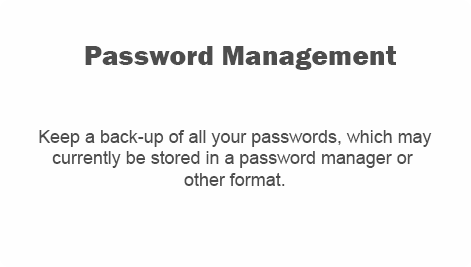 Password Management
Keep a back-up of all your passwords, which may
currently be stored in a password manager or
other format.